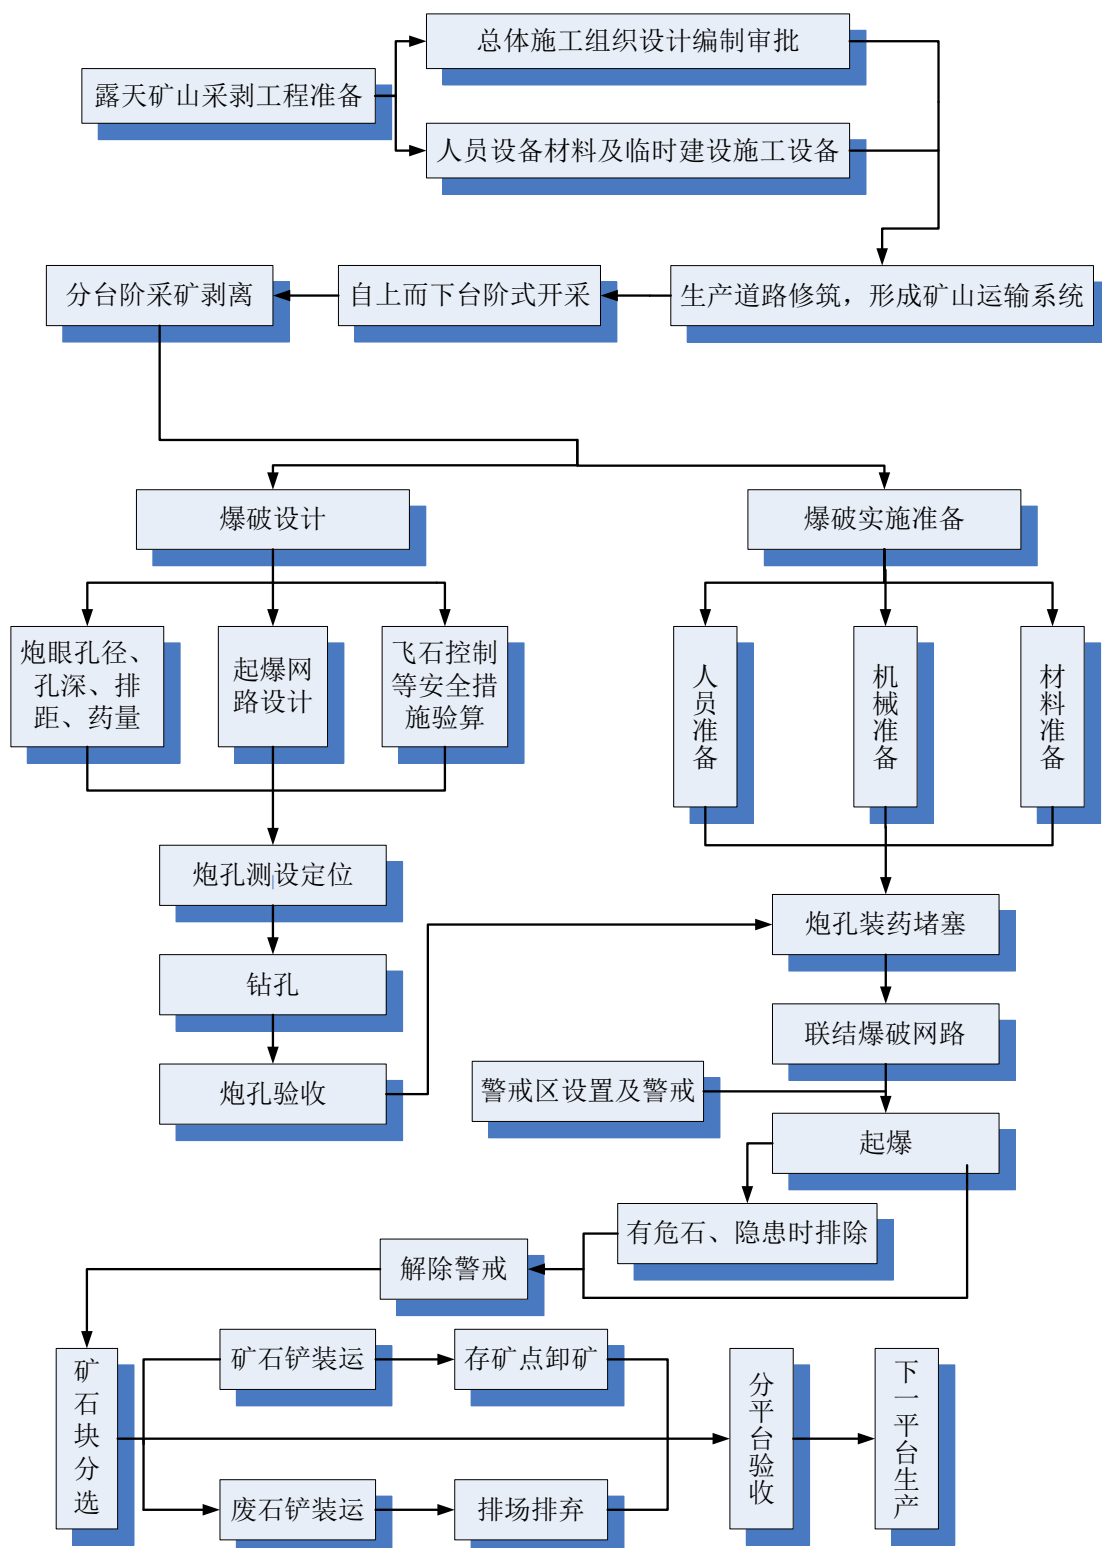 总体施工组织设计编制审批
露天矿山采剥工程准备
人员设备材料及临时建设施工设备
分台阶采矿剥离
自上而下台阶式开采
生产道路修筑，形成矿山运输系统
爆破设计
爆破实施准备
炮眼孔径、
孔深、排
距、药量
起爆网
路设计
飞石控制
等安全措
施验算
人员准备
机械准备
材料准备
炮孔测设定位
炮孔装药堵塞
钻孔
联结爆破网路
炮孔验收
警戒区设置及警戒
起爆
有危石、隐患时排除
解除警戒
矿石块分选
矿石铲装运
存矿点卸矿
废石铲装运
排场排弃
分平台验收
下一平台生产